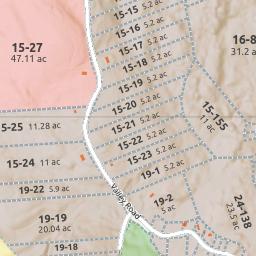 15-15 5.2 ac
15-16 5.2 ac
15-17 5.2 ac
15-18 5.2 ac
15-19 5.2 ac
15-20 5.2 ac
15-21 5.2 ac
15-22 5.2 ac
15-23 5.2 ac
19-1 5.2 ac
15-27
47.11 ac
16-8
31.2 a
15-155
11 ac
5-25 11.28 ac
15-24 11 ac
19-22 5.9 ac
Valley Road
19-2
5 ac
24-138
23.5 ac
19-19
20.04 ac
19-18